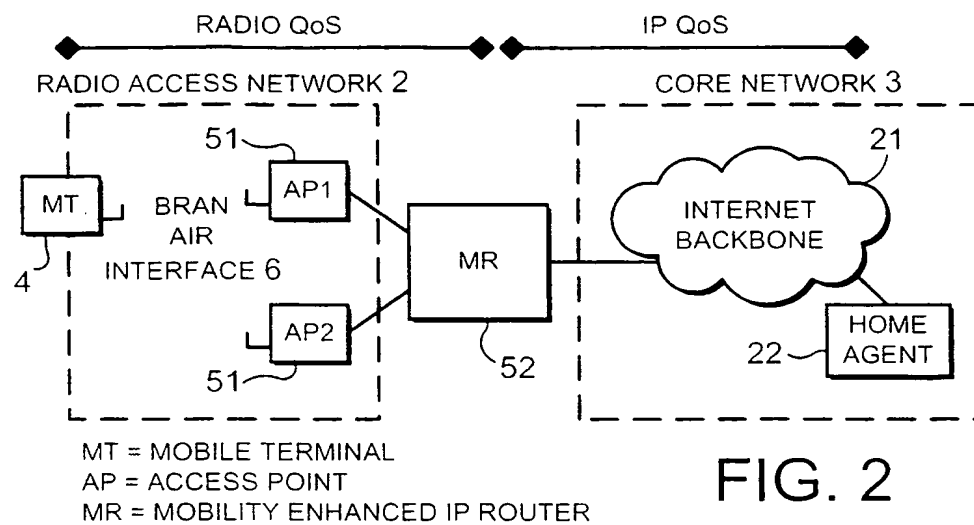 RADIO QoS
IP QoS
RADIO ACCESS NETWORK 2
CORE NETWORK 3
51
21
MT
AP1
BRAN
AIR
INTERFACE 6
4
MR
INTERNET
BACKBONE
AP2
51
52
22
HOME
AGENT
MT = MOBILE TERMINAL
AP = ACCESS POINT
MR = MOBILITY ENHANCED IP ROUTER
FIG. 2